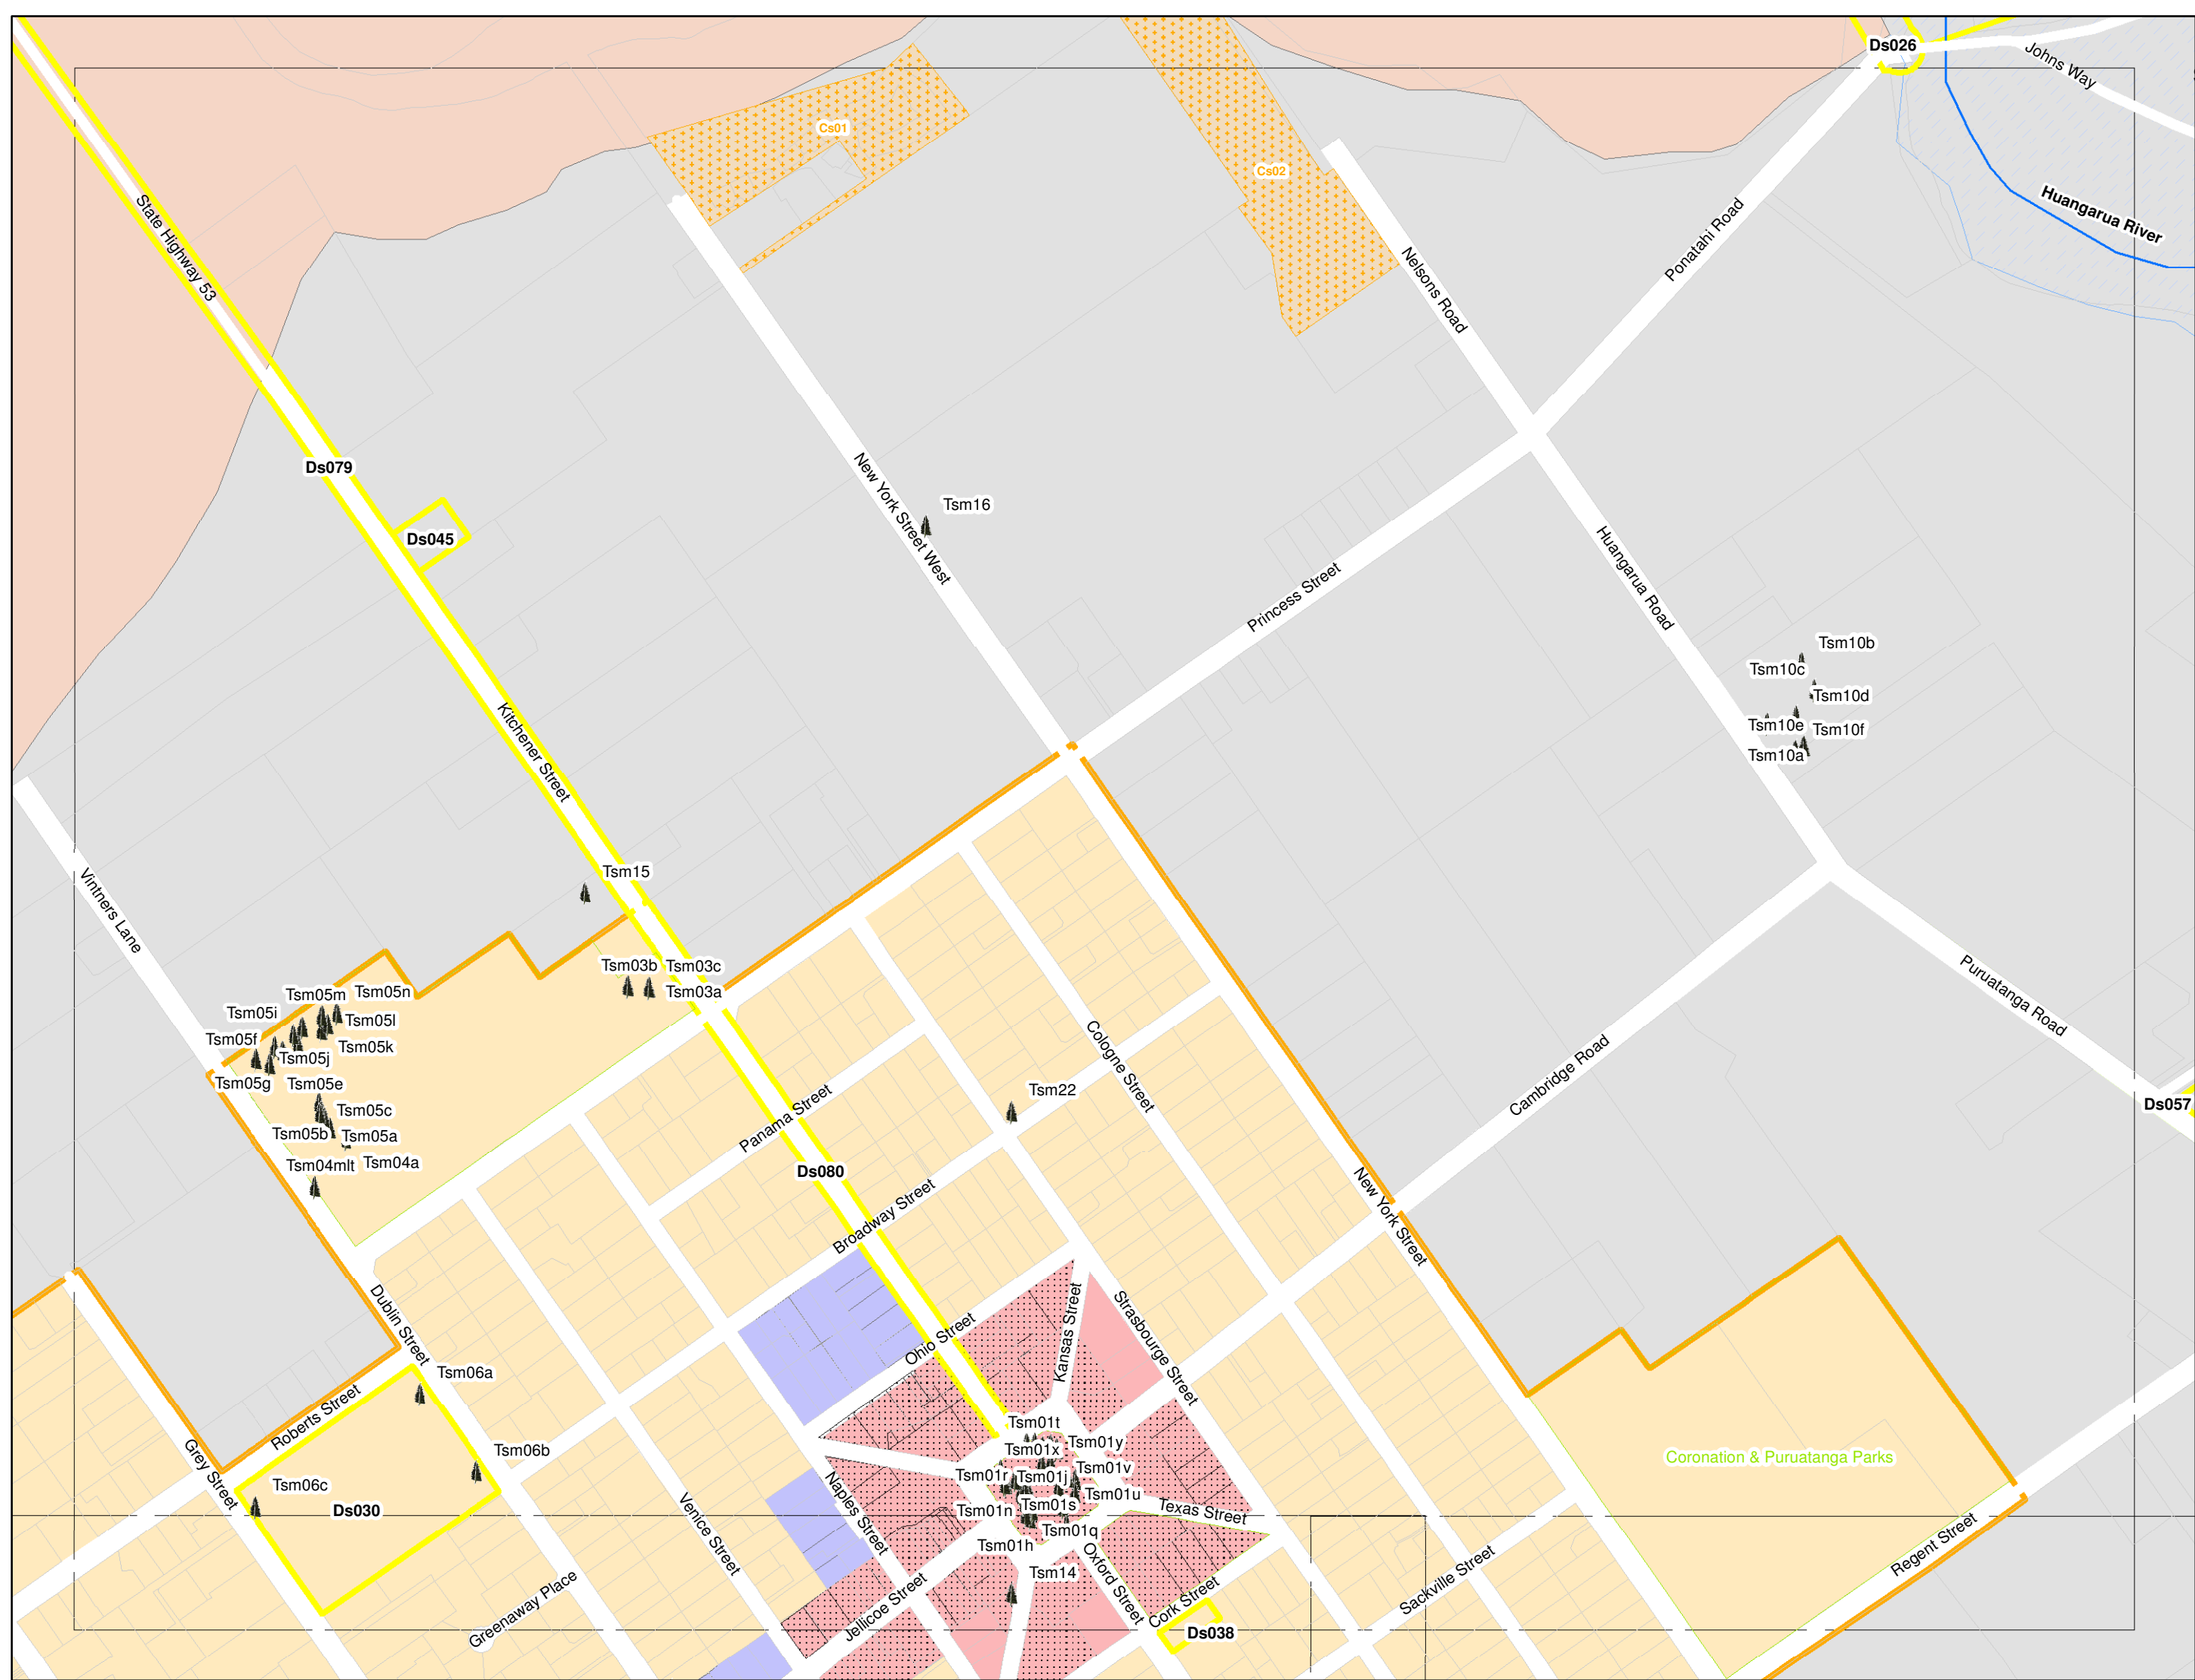 Ds026
Johns Way
Cs01
Cs02
Huangarua River
State Highway 53
Nelsons Road
Ponatahi Road
Ds079
Ds045
New York Street West
Tsm16
Princess Street
Huangarua Road
Tsm10b
Tsm10c
Tsm10d
Tsm10e
Tsm10f
Tsm10a
Kitchener Street
Tsm15
Vintners Lane
Tsm03b
Tsm03c
Tsm03a
Tsm05m
Tsm05n
Tsm05i
Tsm05l
Tsm05f
Tsm05k
Tsm05j
Tsm05g
Tsm05e
Tsm05c
Tsm05b
Tsm05a
Tsm04mlt
Tsm04a
Puruatanga Road
Cologne Street
Cambridge Road
Tsm22
Panama Street
Ds057
Ds080
Broadway Street
New York Street
Dublin Street
Ohio Street
Kansas Street
Strasbourge Street
Tsm06a
Roberts Street
Grey Street
Tsm06b
Tsm06c
Ds030
Tsm01t
Tsm01x
Tsm01y
Tsm01r
Tsm01j
Tsm01v
Tsm01u
Tsm01n
Tsm01s
Tsm01q
Tsm01h
Texas Street
Coronation & Puruatanga Parks
Naples Street
Venice Street
Tsm14
Oxford Street
Cork Street
Jellicoe Street
Greenaway Place
Sackville Street
Regent Street
Ds038